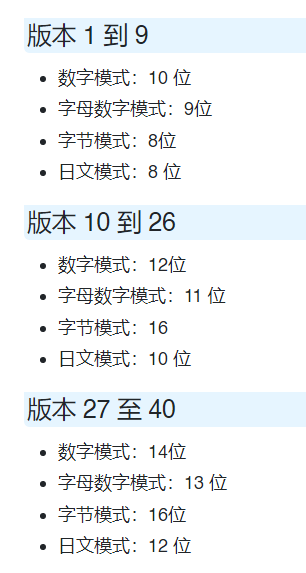 版本 1 到 9
数字模式：10 位
字母数字模式：9位
字节模式：8位
日文模式：8 位
版本 10 到 26
数字模式：12位
字母数字模式：11 位
字节模式：16
日文模式：10 位
版本 27 至 40
数字模式：14位
字母数字模式：13 位
字节模式：16位
日文模式：12 位